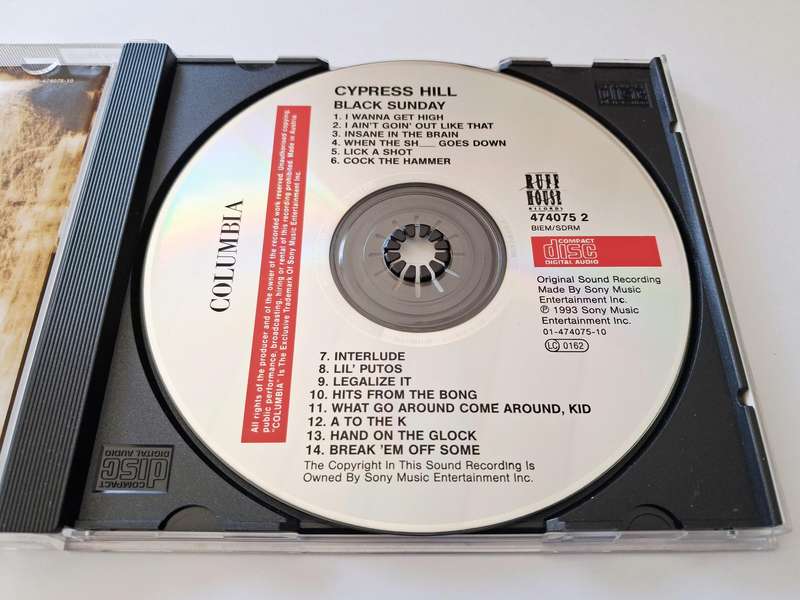 01-474075-10
CYPRESS HILL
BLACK SUNDAY
1. I WANNA GET HIGH
2. I AIN'T GOIN' OUT LIKE THAT
3. INSANE IN THE BRAIN
4. WHEN THE SH___ GOES DOWN
5. LICK A SHOT
6. COCK THE HAMMER
RUFF
HOUSE
RECORDS
474075 2
BIEM/SDRM
COMPACT
disc
DIGITAL AUDIO
Original Sound Recording
Made By Sony Music
Entertainment Inc.
℗ 1993 Sony Music
Entertainment Inc.
01-474075-10
LC 0162
COLUMBIA
All rights of the producer and of the owner of the recorded work reserved. Unauthorised copying,
public performance, broadcasting, hiring or rental of this recording prohibited. Made in Austria.
"COLUMBIA" Is The Exclusive Trademark Of Sony Music Entertainment Inc.
7. INTERLUDE
8. LIL' PUTOS
9. LEGALIZE IT
10. HITS FROM THE BONG
11. WHAT GO AROUND COME AROUND, KID
12. A TO THE K
13. HAND ON THE GLOCK
14. BREAK 'EM OFF SOME
The Copyright In This Sound Recording Is
Owned By Sony Music Entertainment Inc.
COMPACT
disc
DIGITAL AUDIO